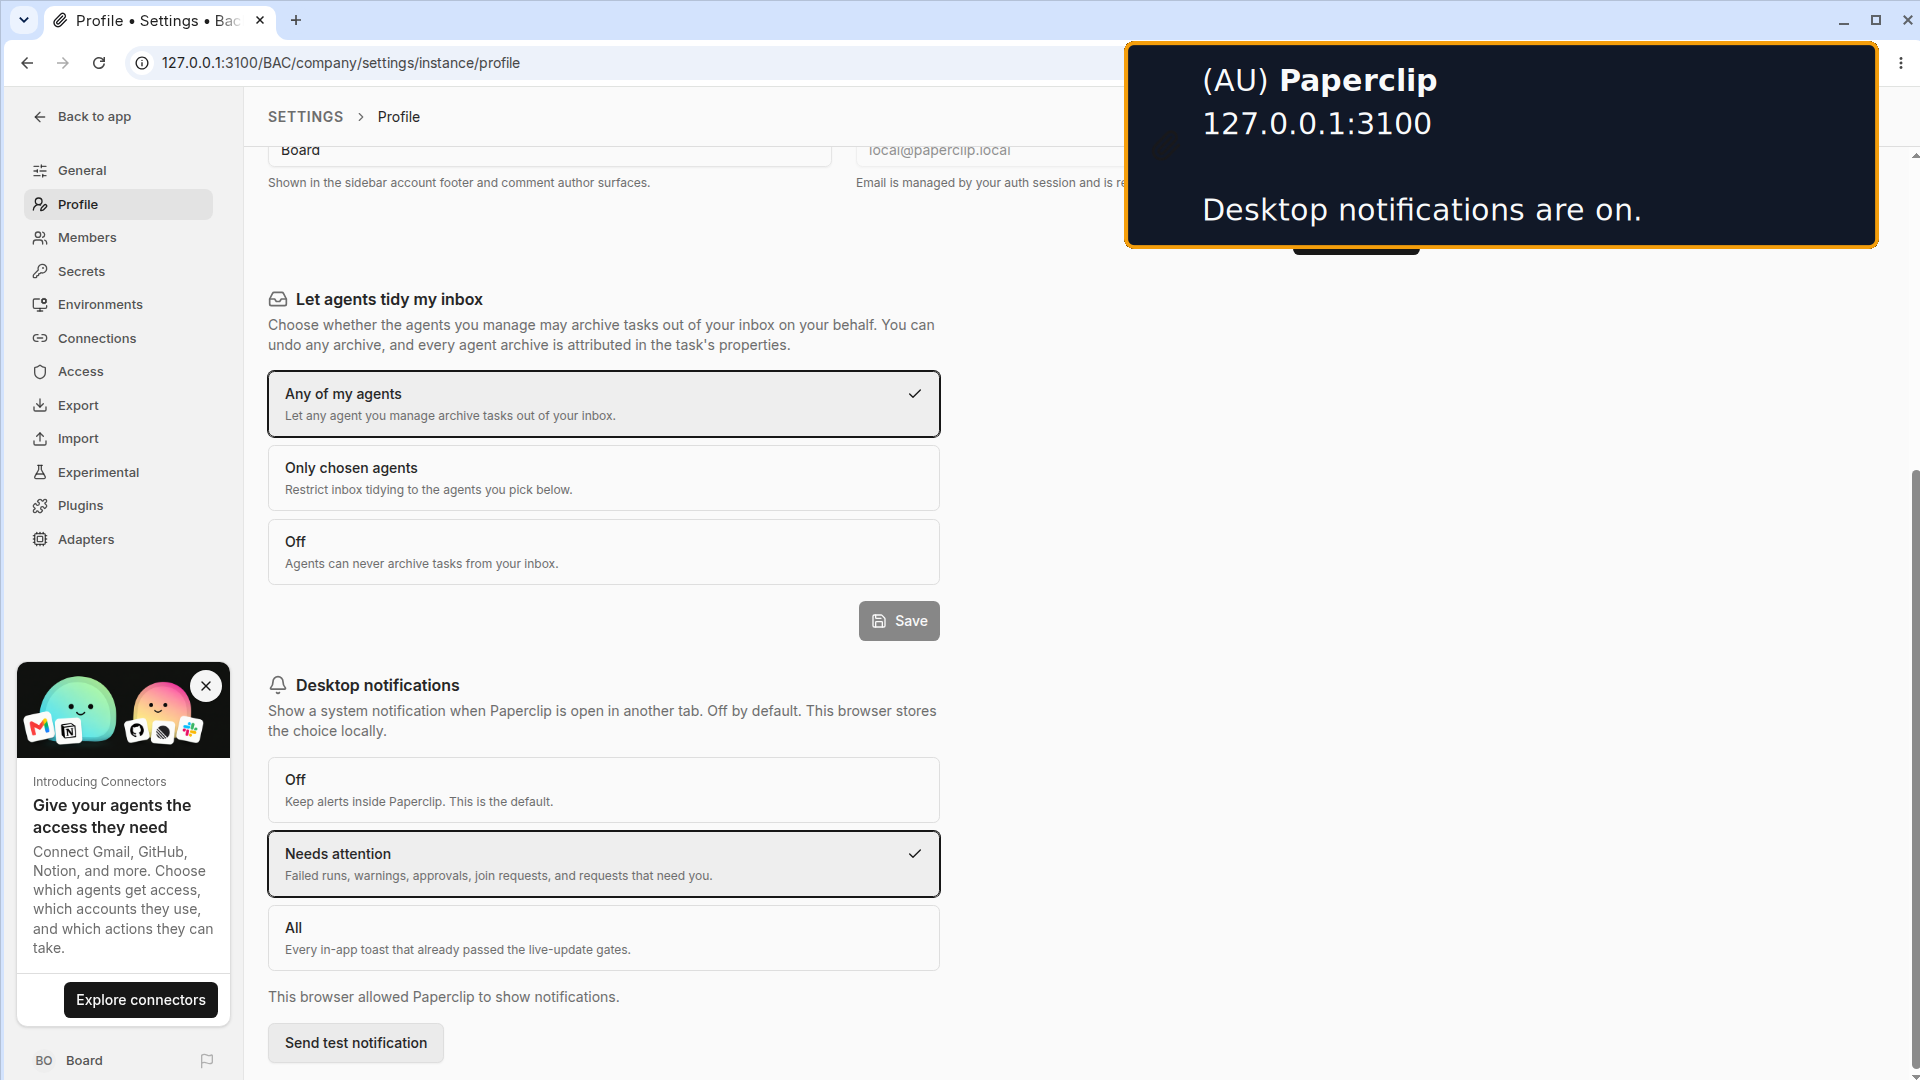 Profile • Settings • Bac
127.0.0.1:3100/BAC/company/settings/instance/profile
(AU) Paperclip
127.0.0.1:3100
Desktop notifications are on.
Back to app
General
Profile
Members
Secrets
Environments
Connections
Access
Export
Import
Experimental
Plugins
Adapters
Introducing Connectors
Give your agents the
access they need
Connect Gmail, GitHub,
Notion, and more. Choose
which agents get access,
which accounts they use,
and which actions they can
take.
Explore connectors
BO Board
SETTINGS > Profile
Board
local@paperclip.local
Shown in the sidebar account footer and comment author surfaces.
Email is managed by your auth session and is
Let agents tidy my inbox
Choose whether the agents you manage may archive tasks out of your inbox on your behalf. You can
undo any archive, and every agent archive is attributed in the task's properties.
Any of my agents
Let any agent you manage archive tasks out of your inbox.
Only chosen agents
Restrict inbox tidying to the agents you pick below.
Off
Agents can never archive tasks from your inbox.
Save
Desktop notifications
Show a system notification when Paperclip is open in another tab. Off by default. This browser stores
the choice locally.
Off
Keep alerts inside Paperclip. This is the default.
Needs attention
Failed runs, warnings, approvals, join requests, and requests that need you.
All
Every in-app toast that already passed the live-update gates.
This browser allowed Paperclip to show notifications.
Send test notification